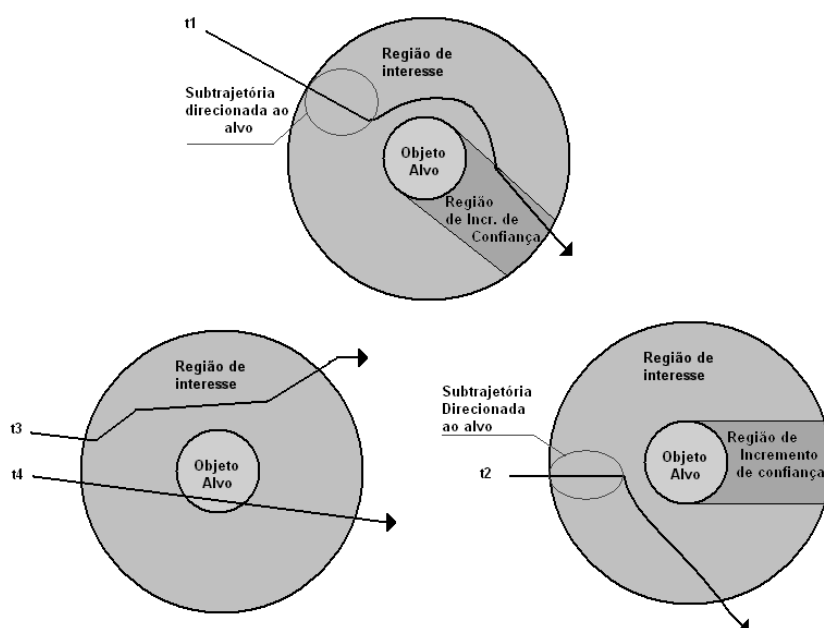 t1
Região de
interesse
Subtrajetória
direcionada ao
alvo
Objeto
Alvo
Região
de Incr. de
Confiança
Região de
interesse
t3
Objeto
Alvo
t4
Região de
interesse
Subtrajetória
Direcionada
ao alvo
t2
Objeto
Alvo
Região de
Incremento
de confiança